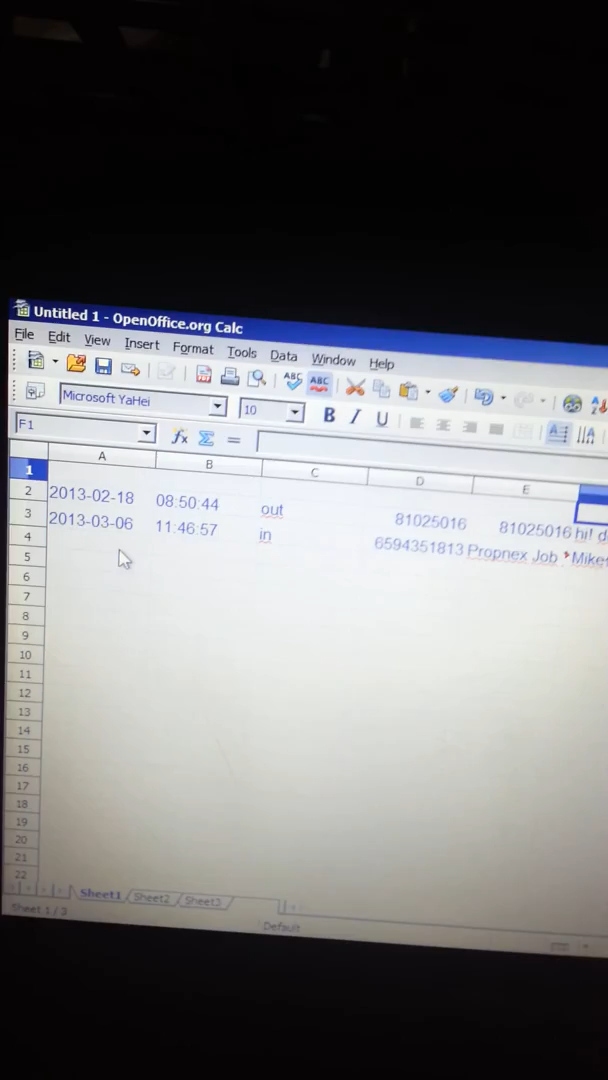 Untitled 1 - OpenOffice.org Calc
File Edit View Insert Format Tools Data Window Help
Microsoft YaHei 10 B I U
F1 fx Σ =
A B C D E
1
2 2013-02-18 08:50:44 out 81025016 81025016 hi! d
3 2013-03-06 11:46:57 in 6594351813 Propnex Job Miket
4
5
6
7
8
9
10
11
12
13
14
15
16
17
18
19
20
21
22
Sheet1 Sheet2 Sheet3
Sheet 1 / 3 Default